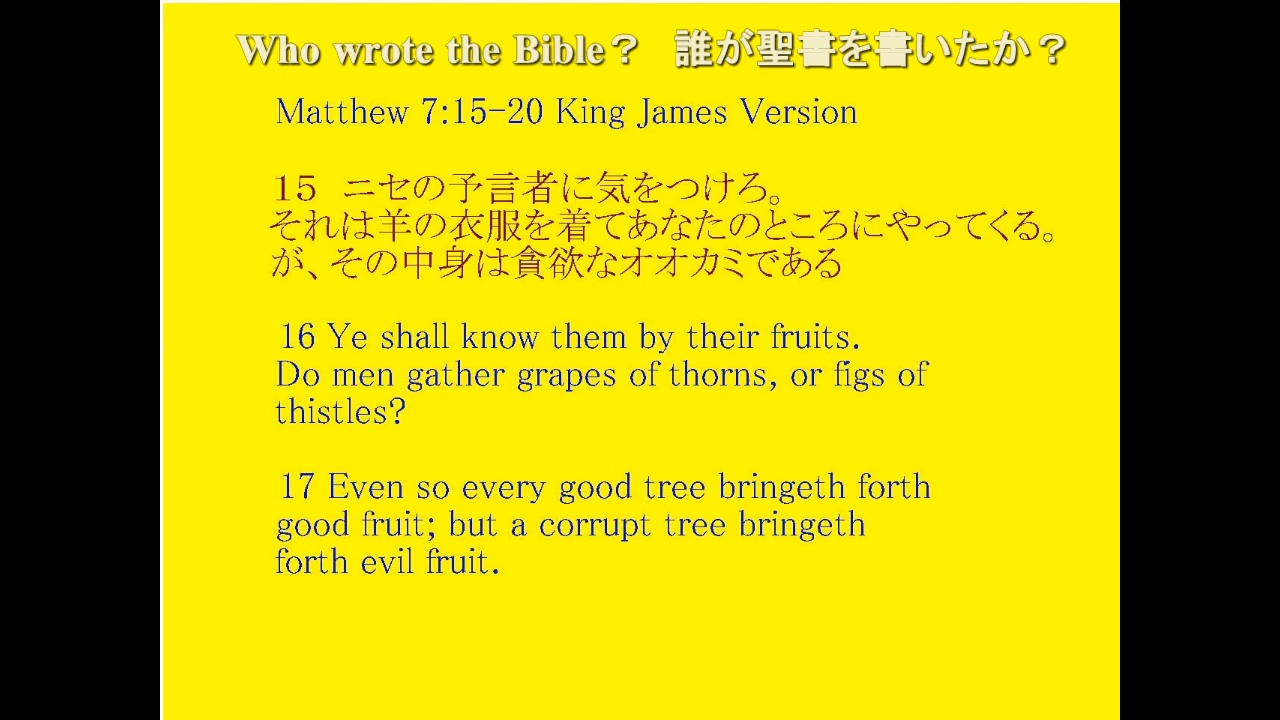 Who wrote the Bible？　誰が聖書を書いたか？
Matthew 7:15-20 King James Version
１５　ニセの予言者に気をつけろ。
それは羊の衣服を着てあなたのところにやってくる。
が、その中身は貪欲なオオカミである
16 Ye shall know them by their fruits.
Do men gather grapes of thorns, or figs of
thistles?
17 Even so every good tree bringeth forth
good fruit; but a corrupt tree bringeth
forth evil fruit.